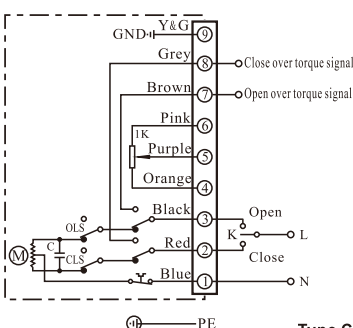 Y&G
GND 9
Grey
8 Close over torque signal
Brown
7 Open over torque signal
Pink
6
1K
Purple
5
Orange
4
Black
3 Open
OLS
K L
C
Red
2
M CLS
Close
Blue
1 N
PE